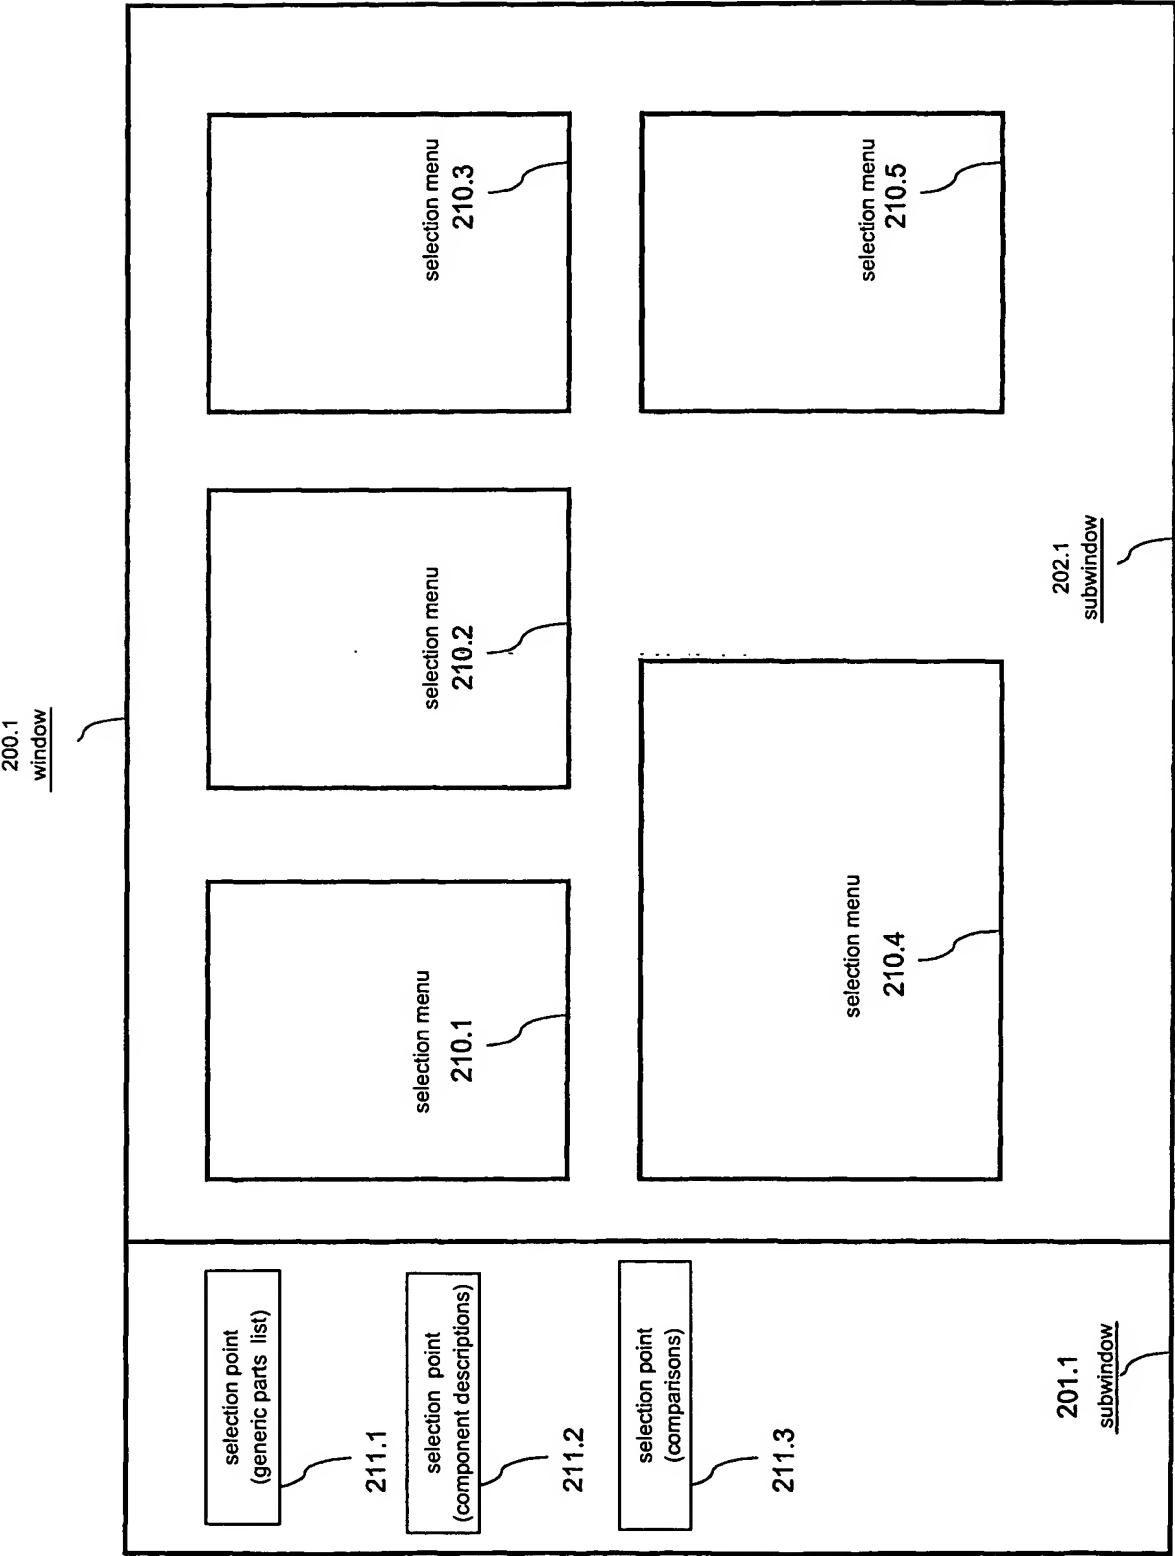 200.1
window
selection point
(generic parts list)
211.1
selection point
(component descriptions)
211.2
selection point
(comparisons)
211.3
201.1
subwindow
selection menu
210.1
selection menu
210.2
selection menu
210.3
selection menu
210.4
selection menu
210.5
202.1
subwindow